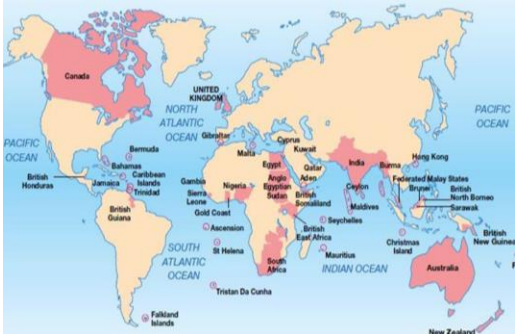 Canada
UNITED
KINGDOM
NORTH
ATLANTIC
OCEAN
PACIFIC
OCEAN
PACIFIC
OCEAN
Gibraltar
Cyprus
Kuwait
Malta
Bermuda
Bahamas
British
Honduras
Jamaica
Caribbean
Islands
Trinidad
British
Guiana
Gambia
Sierra
Leone
Nigeria
Gold Coast
Egypt
Anglo
Egyptian
Sudan
Qatar
Aden
British
Somaliland
India
Burma
Hong Kong
Ceylon
Maldives
Federated Malay States
Brunei
British
North Borneo
Sarawak
Ascension
St Helena
SOUTH
ATLANTIC
OCEAN
British
East Africa
Seychelles
Mauritius
INDIAN OCEAN
Christmas
Island
British
New Guinea
South
Africa
Australia
Tristan Da Cunha
Falkland
Islands
New Zealand